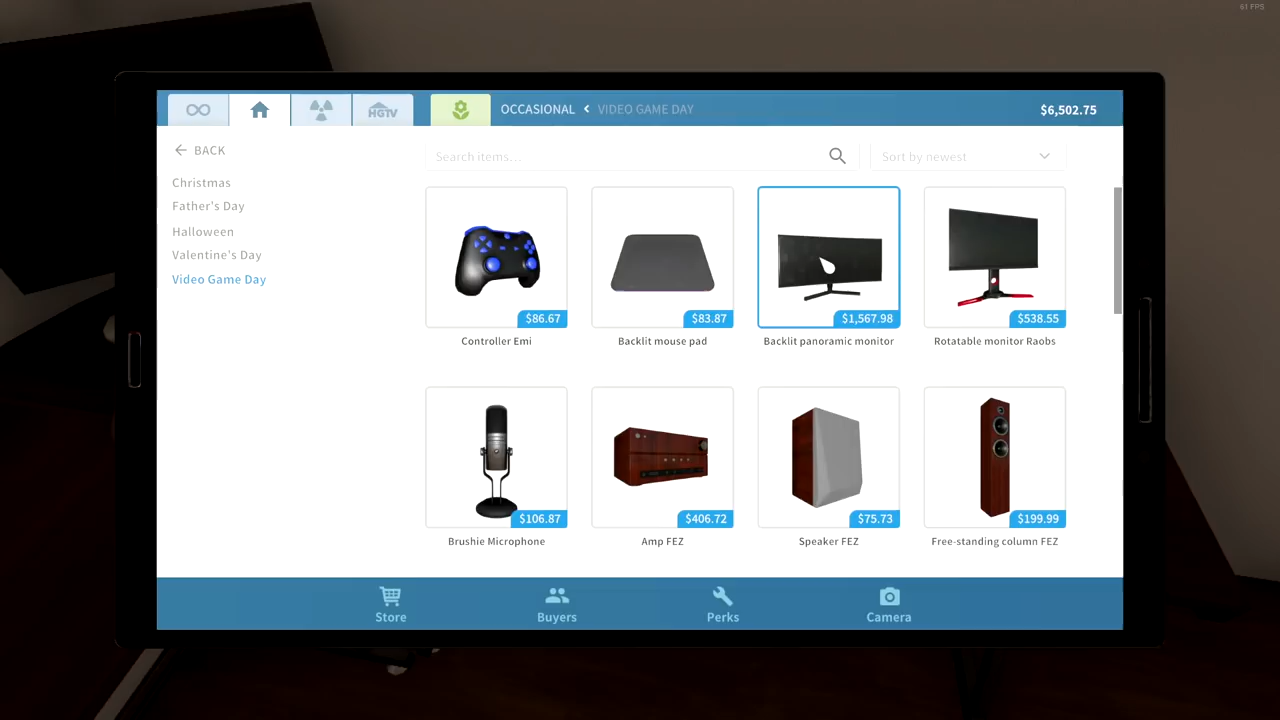 61 FPS
HGTV
OCCASIONAL < VIDEO GAME DAY
$6,502.75
BACK
Search items...
Sort by newest
Christmas
Father's Day
Halloween
Valentine's Day
Video Game Day
$86.67
$83.87
$1,567.98
$538.55
Controller Emi
Backlit mouse pad
Backlit panoramic monitor
Rotatable monitor Raobs
$106.87
$406.72
$75.73
$199.99
Brushie Microphone
Amp FEZ
Speaker FEZ
Free-standing column FEZ
Store
Buyers
Perks
Camera